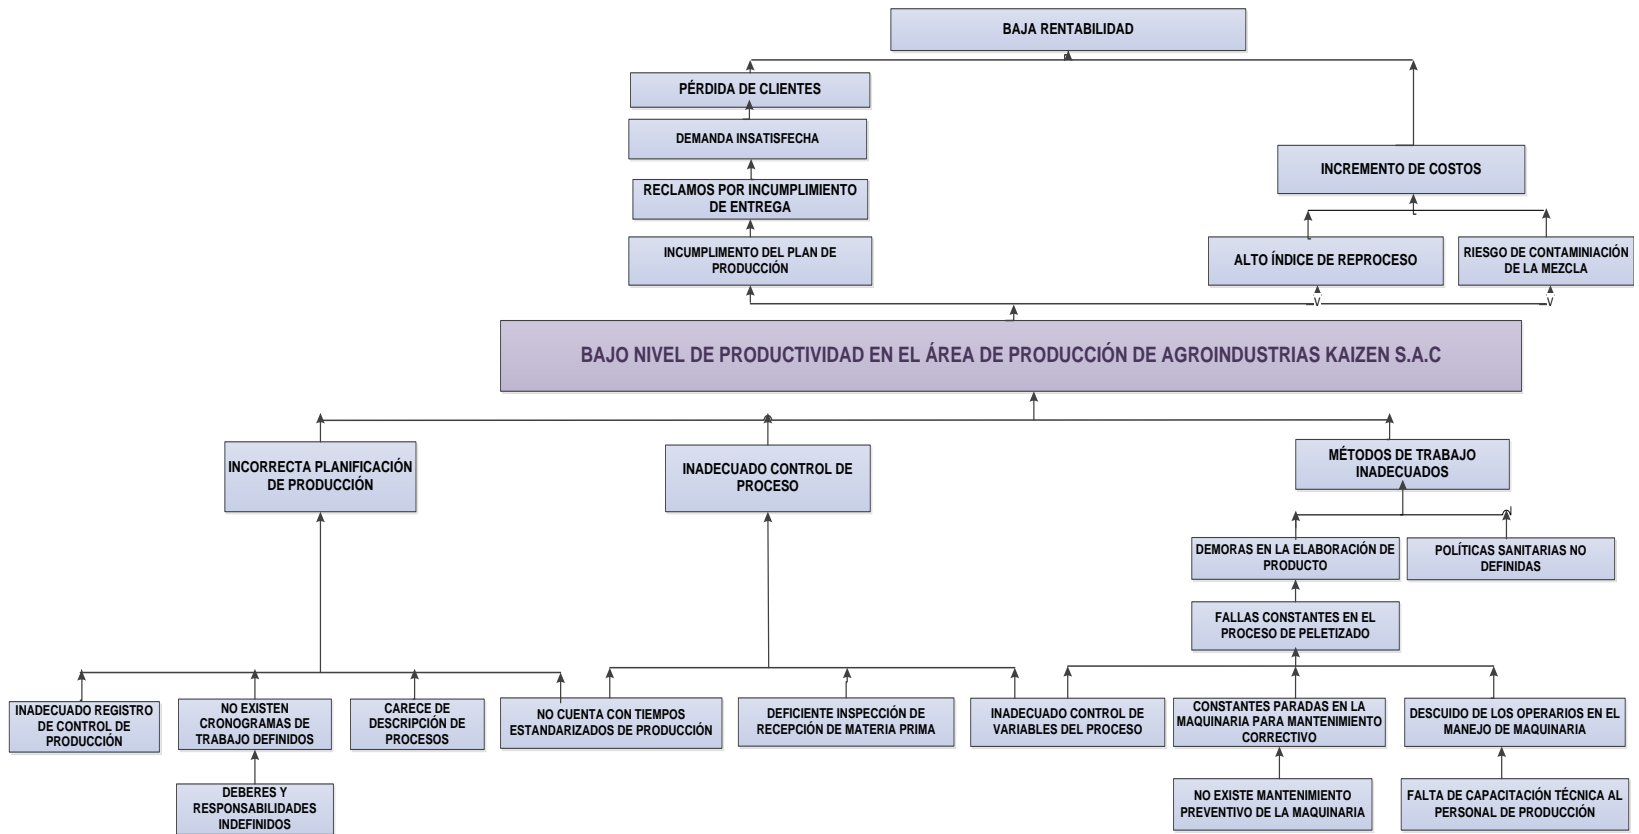 BAJA RENTABILIDAD
PÉRDIDA DE CLIENTES
DEMANDA INSATISFECHA
INCREMENTO DE COSTOS
RECLAMOS POR INCUMPLIMIENTO
DE ENTREGA
INCUMPLIMENTO DEL PLAN DE
PRODUCCIÓN
ALTO ÍNDICE DE REPROCESO
RIESGO DE CONTAMINIACIÓN
DE LA MEZCLA
BAJO NIVEL DE PRODUCTIVIDAD EN EL ÁREA DE PRODUCCIÓN DE AGROINDUSTRIAS KAIZEN S.A.C
INCORRECTA PLANIFICACIÓN
DE PRODUCCIÓN
INADECUADO CONTROL DE
PROCESO
MÉTODOS DE TRABAJO
INADECUADOS
DEMORAS EN LA ELABORACIÓN DE
PRODUCTO
POLÍTICAS SANITARIAS NO
DEFINIDAS
FALLAS CONSTANTES EN EL
PROCESO DE PELETIZADO
INADECUADO REGISTRO
DE CONTROL DE
PRODUCCIÓN
NO EXISTEN
CRONOGRAMAS DE
TRABAJO DEFINIDOS
CARECE DE
DESCRIPCIÓN DE
PROCESOS
NO CUENTA CON TIEMPOS
ESTANDARIZADOS DE PRODUCCIÓN
DEFICIENTE INSPECCIÓN DE
RECEPCIÓN DE MATERIA PRIMA
INADECUADO CONTROL DE
VARIABLES DEL PROCESO
CONSTANTES PARADAS EN LA
MAQUINARIA PARA MANTENIMIENTO
CORRECTIVO
DESCUIDO DE LOS OPERARIOS EN EL
MANEJO DE MAQUINARIA
DEBERES Y
RESPONSABILIDADES
INDEFINIDOS
NO EXISTE MANTENIMIENTO
PREVENTIVO DE LA MAQUINARIA
FALTA DE CAPACITACIÓN TÉCNICA AL
PERSONAL DE PRODUCCIÓN